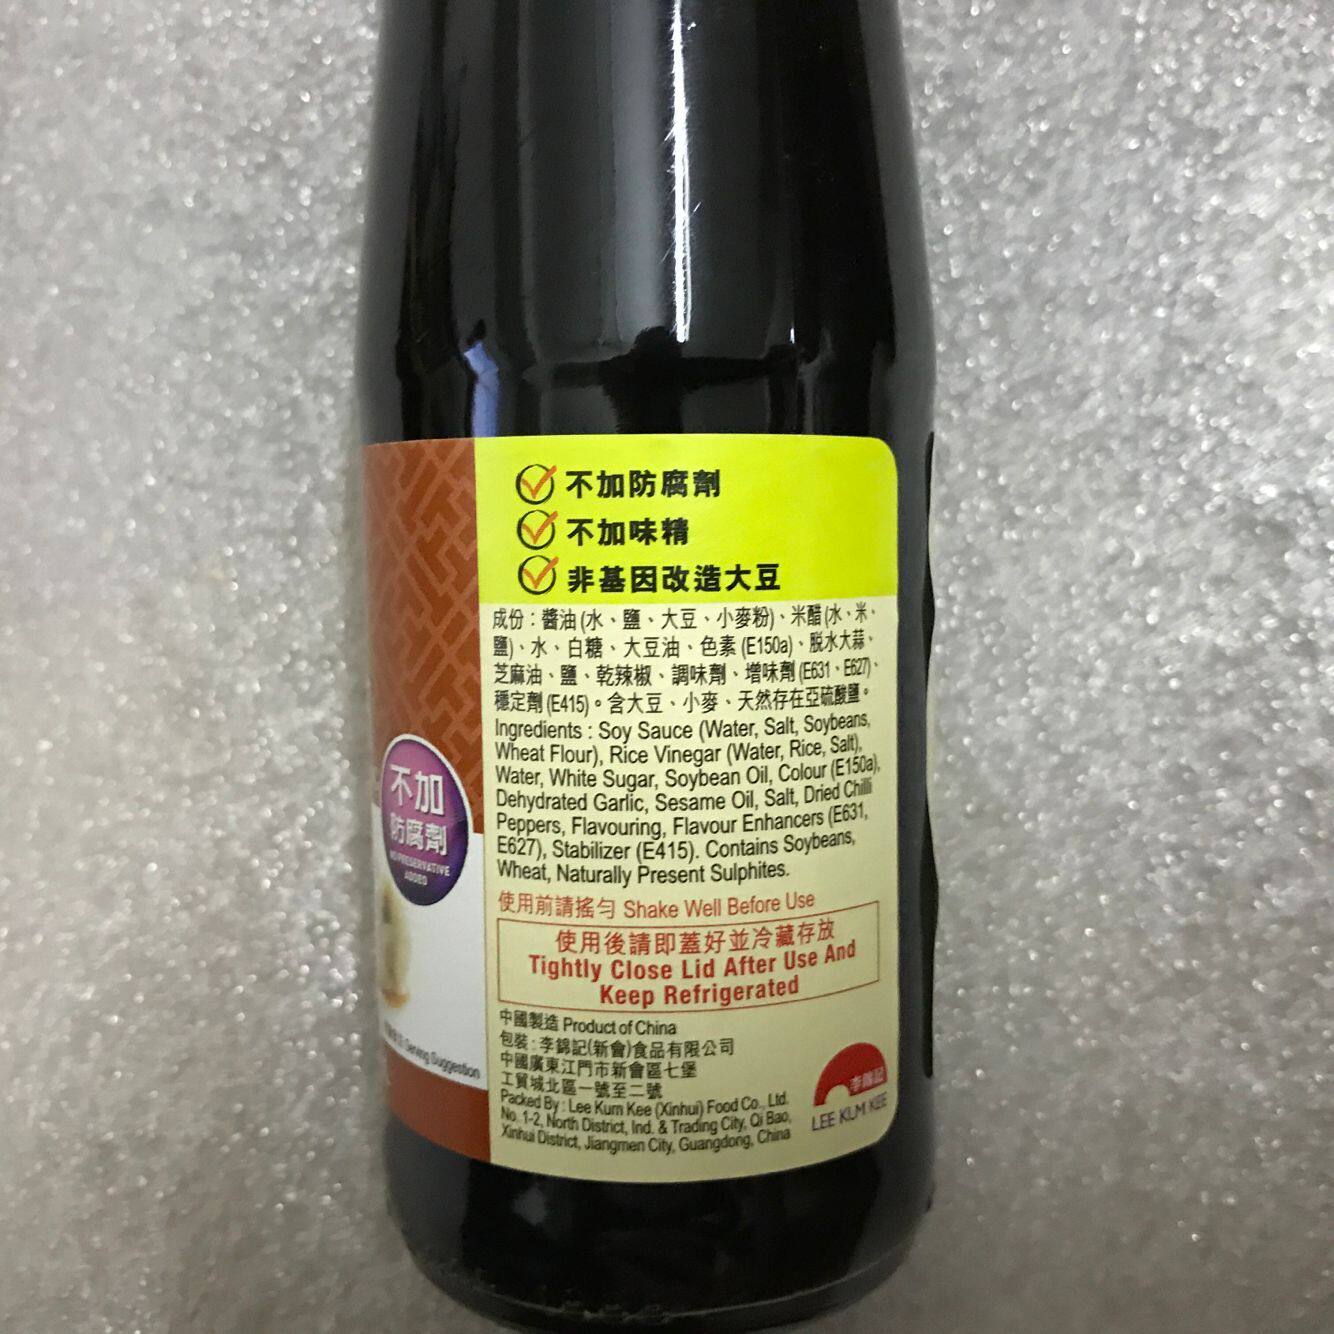 不加防腐劑
不加味精
非基因改造大豆
成份：醬油(水、鹽、大豆、小麥粉)、米醋(水、米、
鹽)、水、白糖、大豆油、色素(E150a)、脱水大蒜、
芝麻油、鹽、乾辣椒、調味劑、增味劑(E631、E627)、
穩定劑(E415)。含大豆、小麥、天然存在亞硫酸鹽。
Ingredients : Soy Sauce (Water, Salt, Soybeans,
Wheat Flour), Rice Vinegar (Water, Rice, Salt),
Water, White Sugar, Soybean Oil, Colour (E150a),
Dehydrated Garlic, Sesame Oil, Salt, Dried Chilli
Peppers, Flavouring, Flavour Enhancers (E631,
E627), Stabilizer (E415). Contains Soybeans,
Wheat, Naturally Present Sulphites.
使用前請搖勻 Shake Well Before Use
使用後請即蓋好並冷藏存放
Tightly Close Lid After Use And
Keep Refrigerated
中國製造 Product of China
包裝：李錦記(新會)食品有限公司
中國廣東江門市新會區七堡
工貿城北區一號至二號
Packed By : Lee Kum Kee (Xinhui) Food Co., Ltd.
No. 1-2, North District, Ind. & Trading City, Qi Bao,
Xinhui District, Jiangmen City, Guangdong, China
李錦記
LEE KUM KEE
不加
防腐劑
NO PRESERVATIVE
ADDED
Serving Suggestion